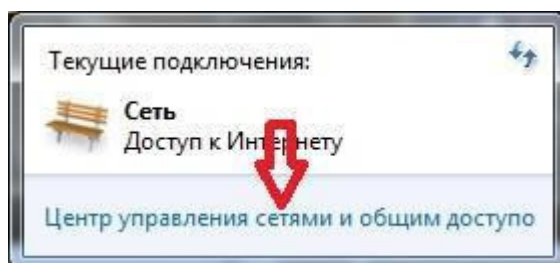 Текущие подключения:
Сеть
Доступ к Интернету
Центр управления сетями и общим доступо